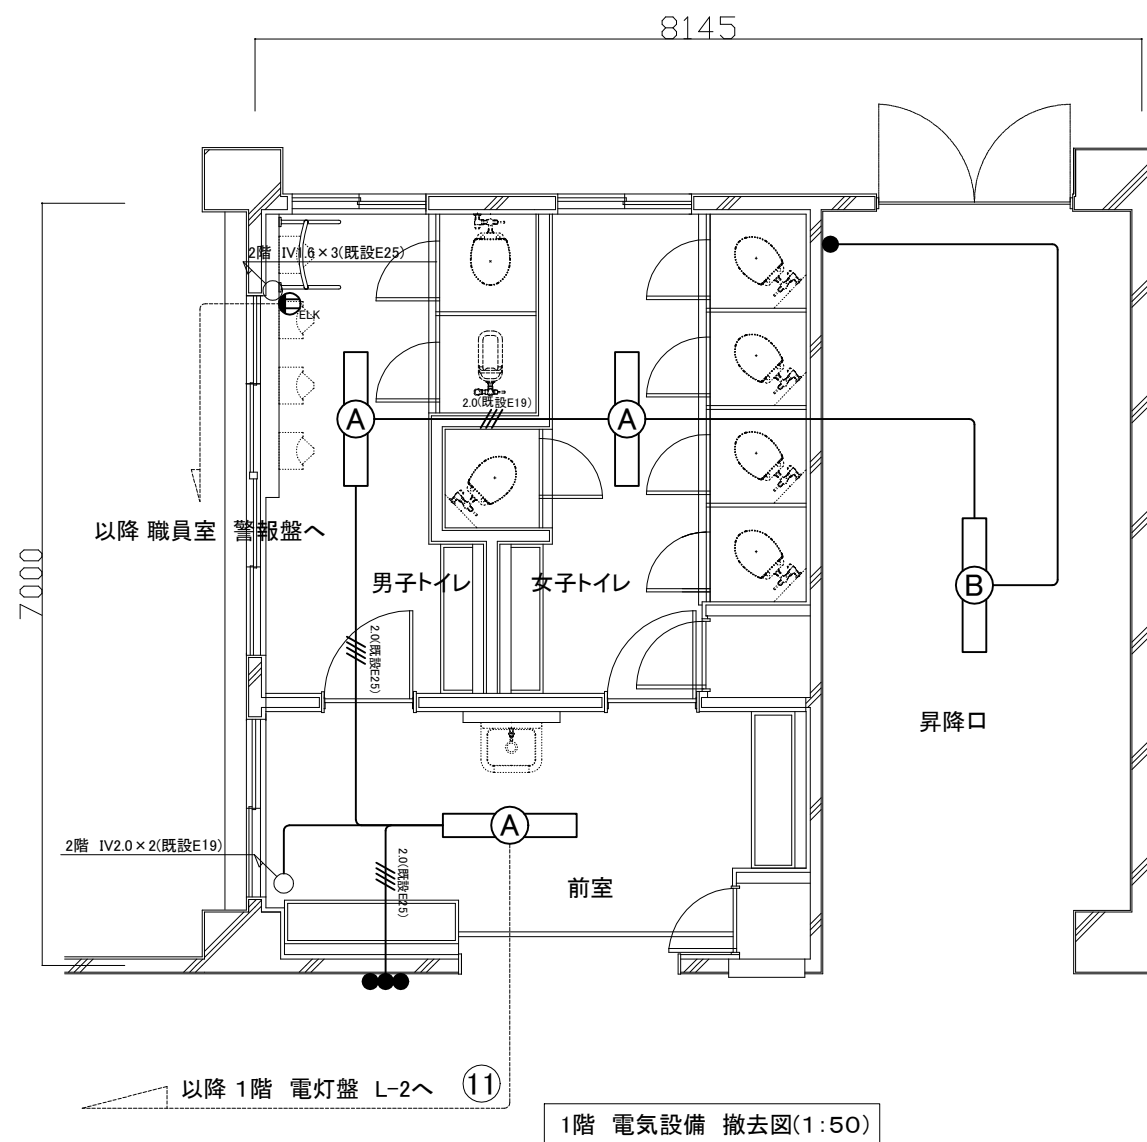 8145
2階 IV1.6×3(既設E25)
ELK
2.0(既設E19)
A
A
以降 職員室 警報盤へ
7000
男子トイレ
女子トイレ
B
2.0(既設E25)
昇降口
A
2階 IV2.0×2(既設E19)
2.0(既設E25)
前室
以降 1階 電灯盤 L-2へ ⑪
1階 電気設備 撤去図(1:50)